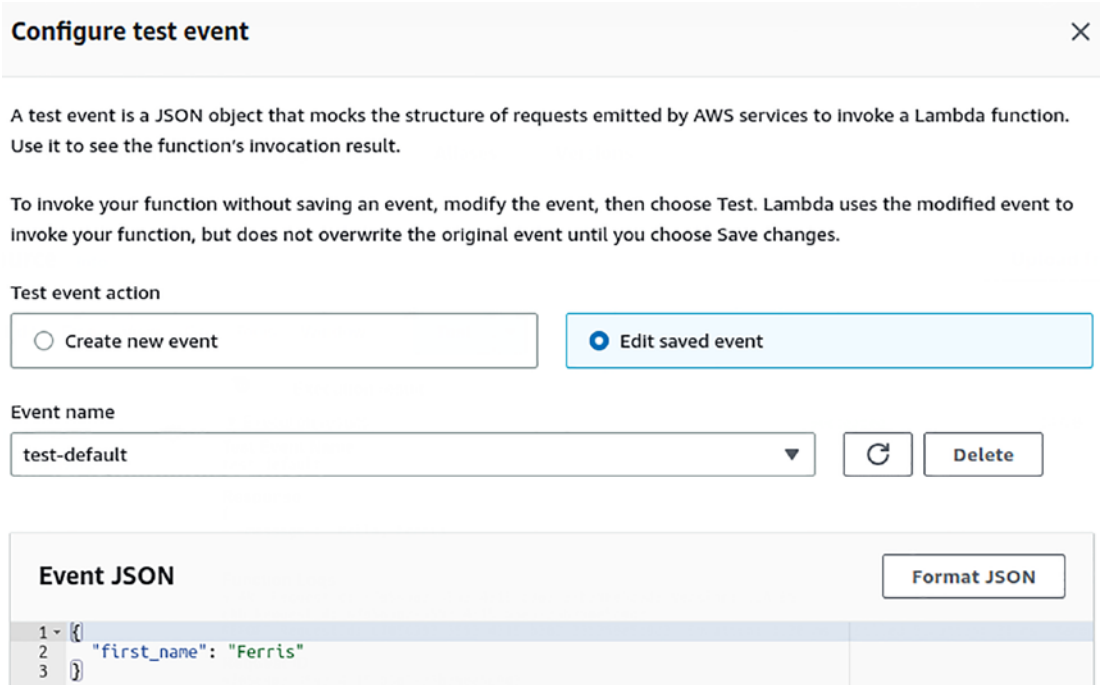 Configure test event
A test event is a JSON object that mocks the structure of requests emitted by AWS services to invoke a Lambda function.
Use it to see the function's invocation result.
To invoke your function without saving an event, modify the event, then choose Test. Lambda uses the modified event to
invoke your function, but does not overwrite the original event until you choose Save changes.
Test event action
Create new event
Edit saved event
Event name
test-default
Delete
Event JSON
Format JSON
1 {
2 "first_name": "Ferris"
3 }